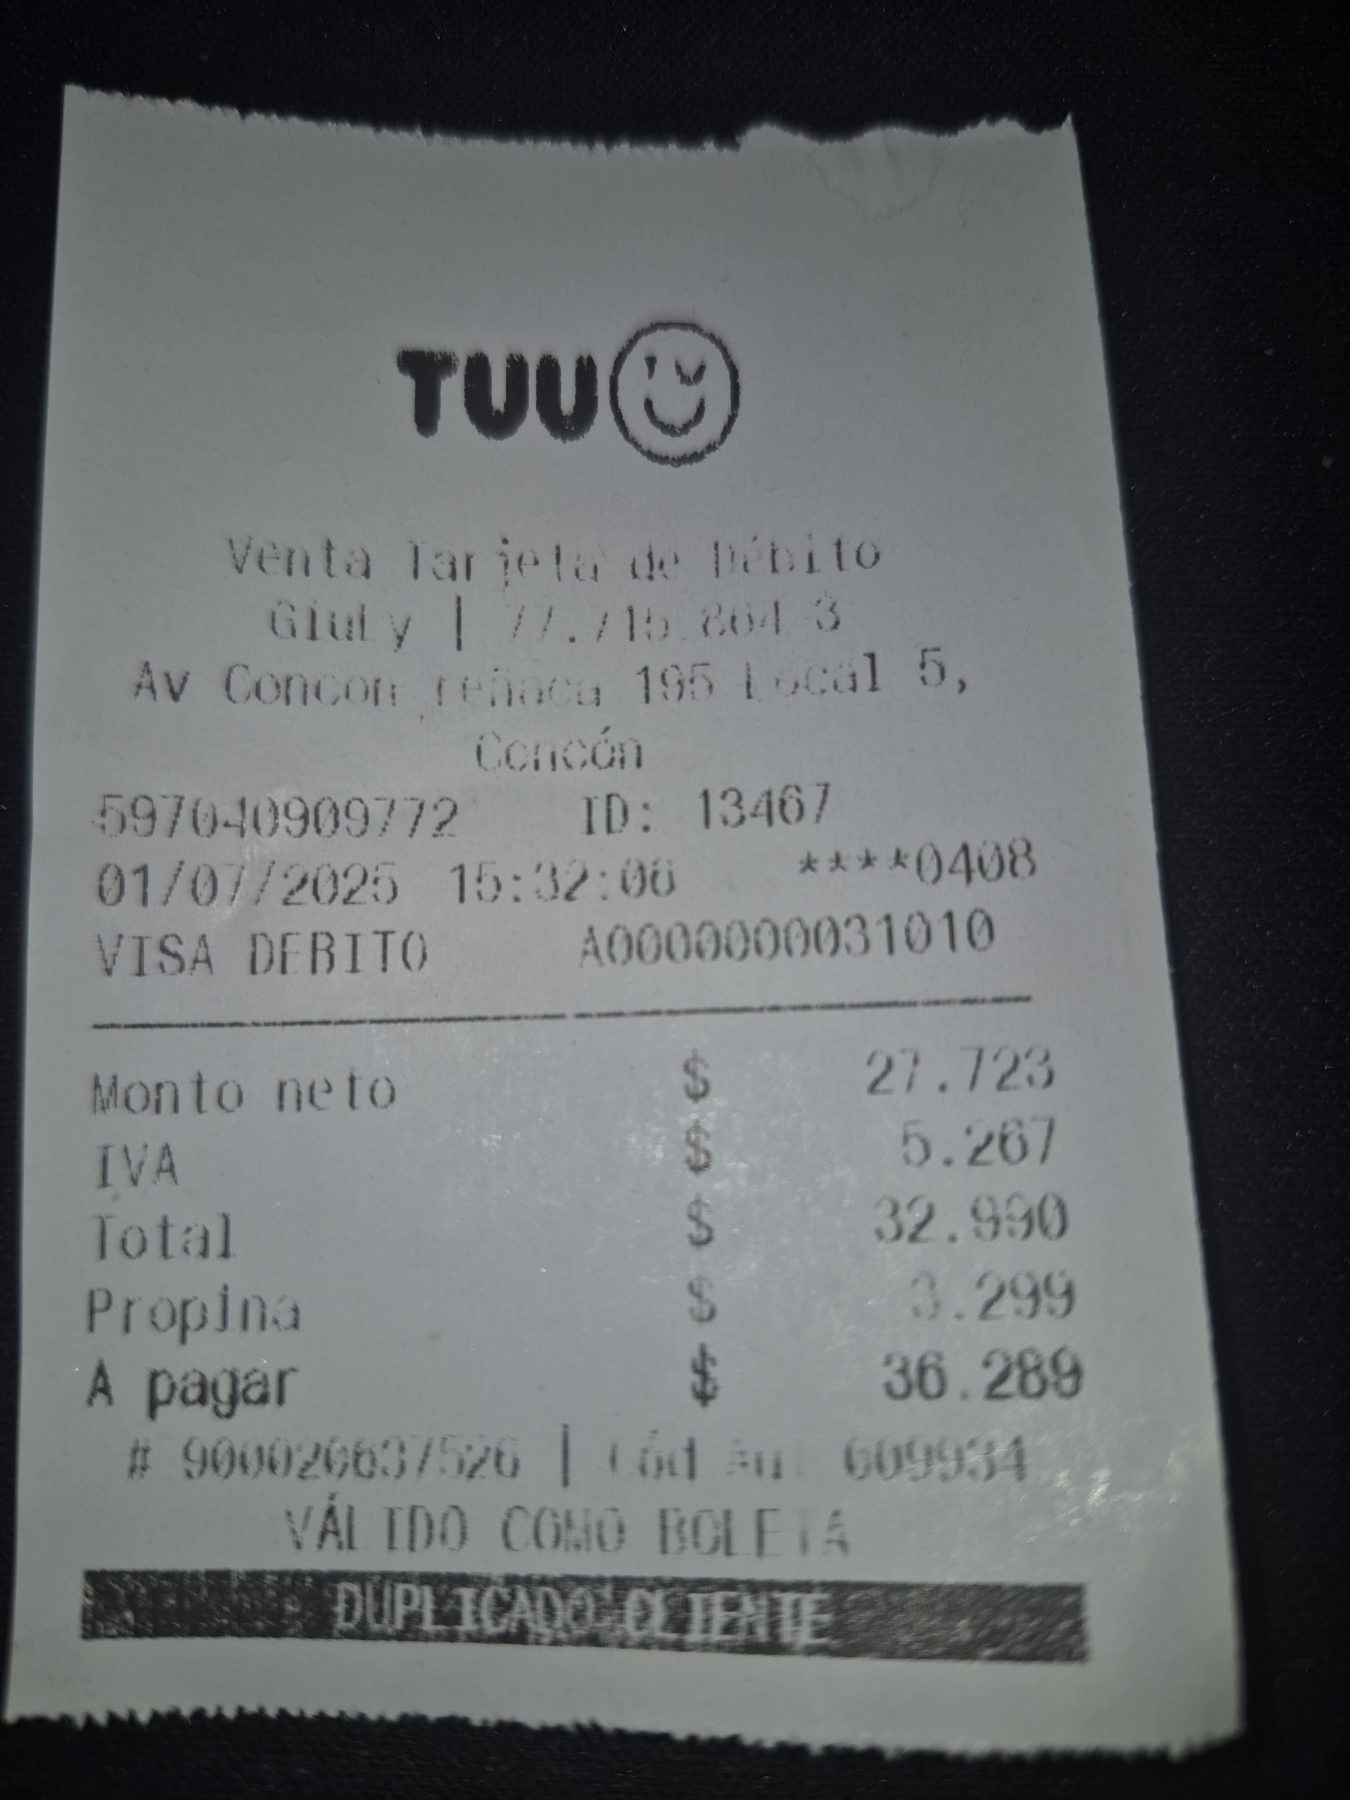 TUU
Venta Tarjeta de Débito
GiuLy | 77.715.804-3
Av Concon reñaca 195 Local 5,
Concón
597040909772 ID: 13467
01/07/2025 15:32:06 ****0408
VISA DEBITO A0000000031010
Monto neto $ 27.723
IVA $ 5.267
Total $ 32.990
Propina $ 3.299
A pagar $ 36.289
# 900020637526 | Cód Au 609934
VÁLIDO COMO BOLETA
DUPLICADO CLIENTE